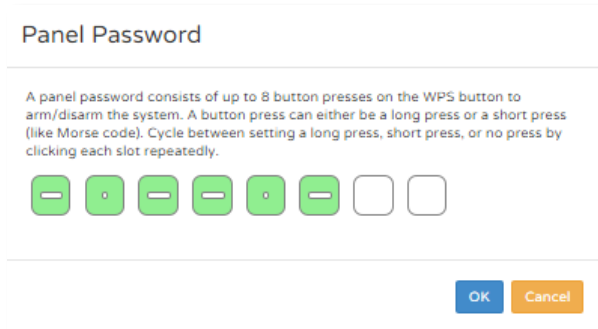 Panel Password
A panel password consists of up to 8 button presses on the WPS button to
arm/disarm the system. A button press can either be a long press or a short press
(like Morse code). Cycle between setting a long press, short press, or no press by
clicking each slot repeatedly.
OK Cancel